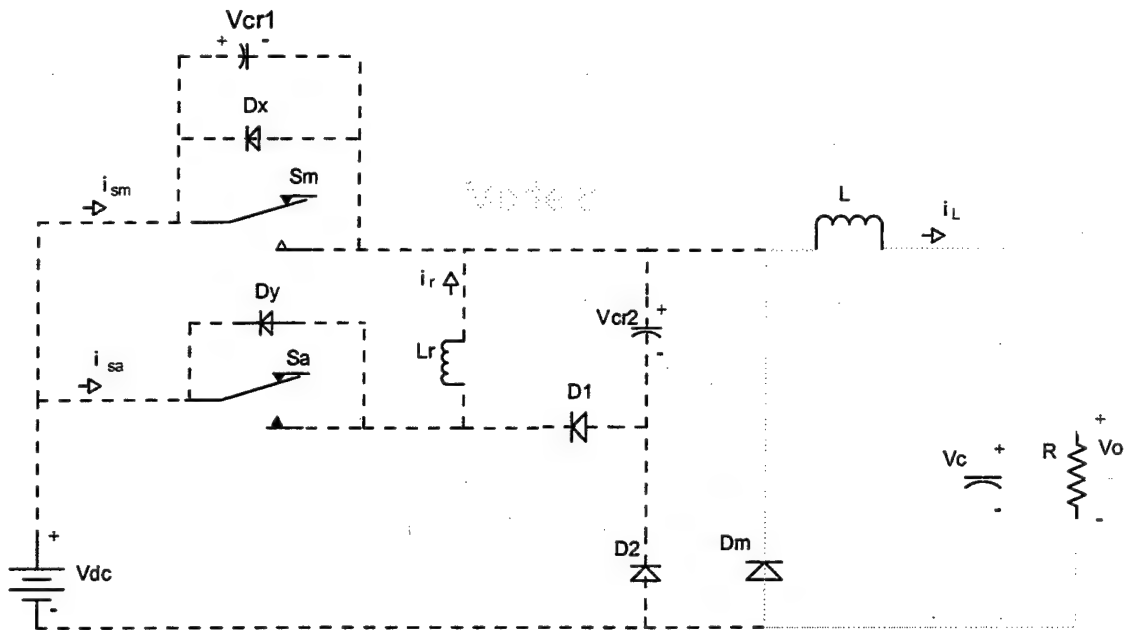 Vcr1
+ -
Dx
i sm
Sm
L
i L
Dy
i r
Vcr2
+
-
Lr
i sa
Sa
D1
Vc
+
-
R
+
Vo
-
+
Vdc
-
D2
Dm